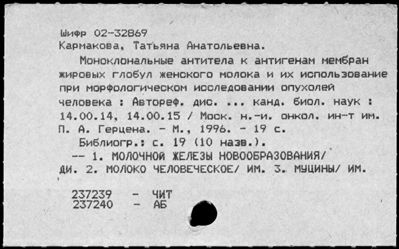 Шифр 02-32869
Кармакова, Татьяна Анатольевна.
Моноклональные антитела к антигенам мембран
жировых глобул женского молока и их использование
при морфологическом исследовании опухолей
человека : Автореф. дис. ... канд. биол. наук :
14.00.14, 14.00.15 / Моск. н.-и. онкол. ин-т им.
П. А. Герцена. - М., 1996. - 19 с.
Библиогр.: с. 19 (10 назв.).
-- 1. МОЛОЧНОЙ ЖЕЛЕЗЫ НОВООБРАЗОВАНИЯ/
ДИ. 2. МОЛОКО ЧЕЛОВЕЧЕСКОЕ/ ИМ. 3. МУЦИНЫ/ ИМ.
237239 - ЧИТ
237240 - АБ